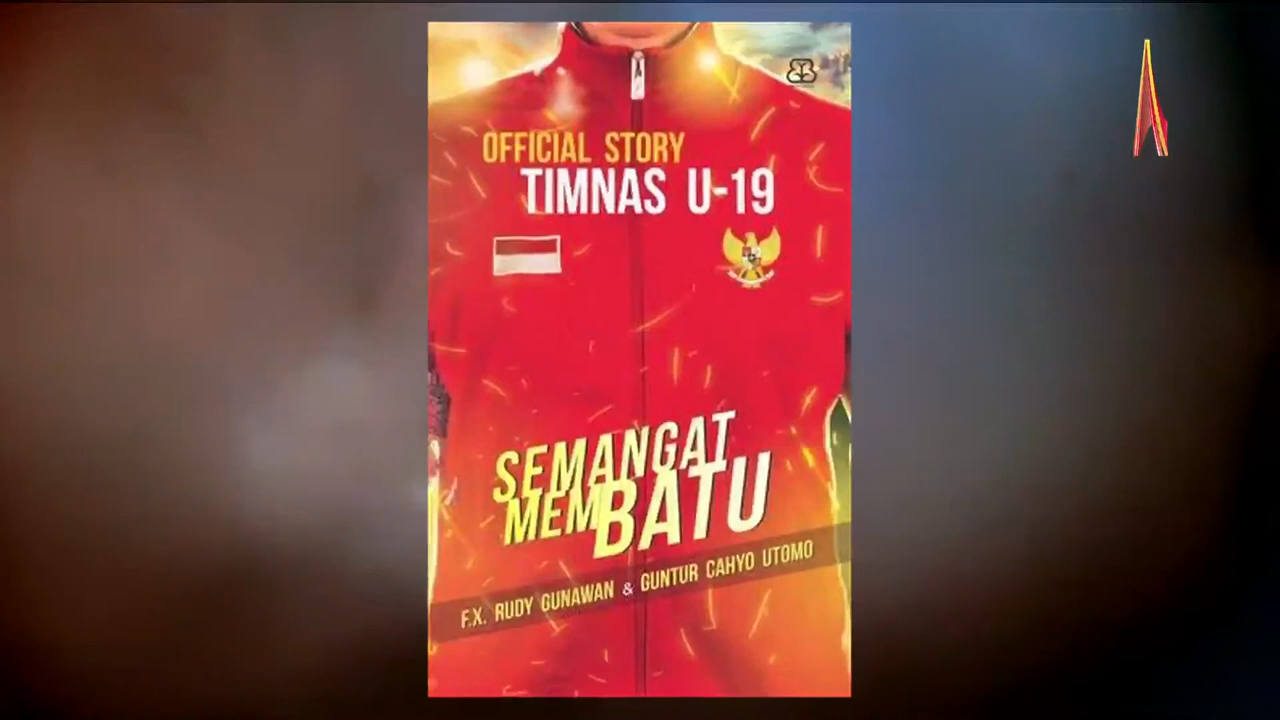 OFFICIAL STORY
TIMNAS U-19
SEMANGAT
MEMBATU
F.X. RUDY GUNAWAN & GUNTUR CAHYO UTOMO